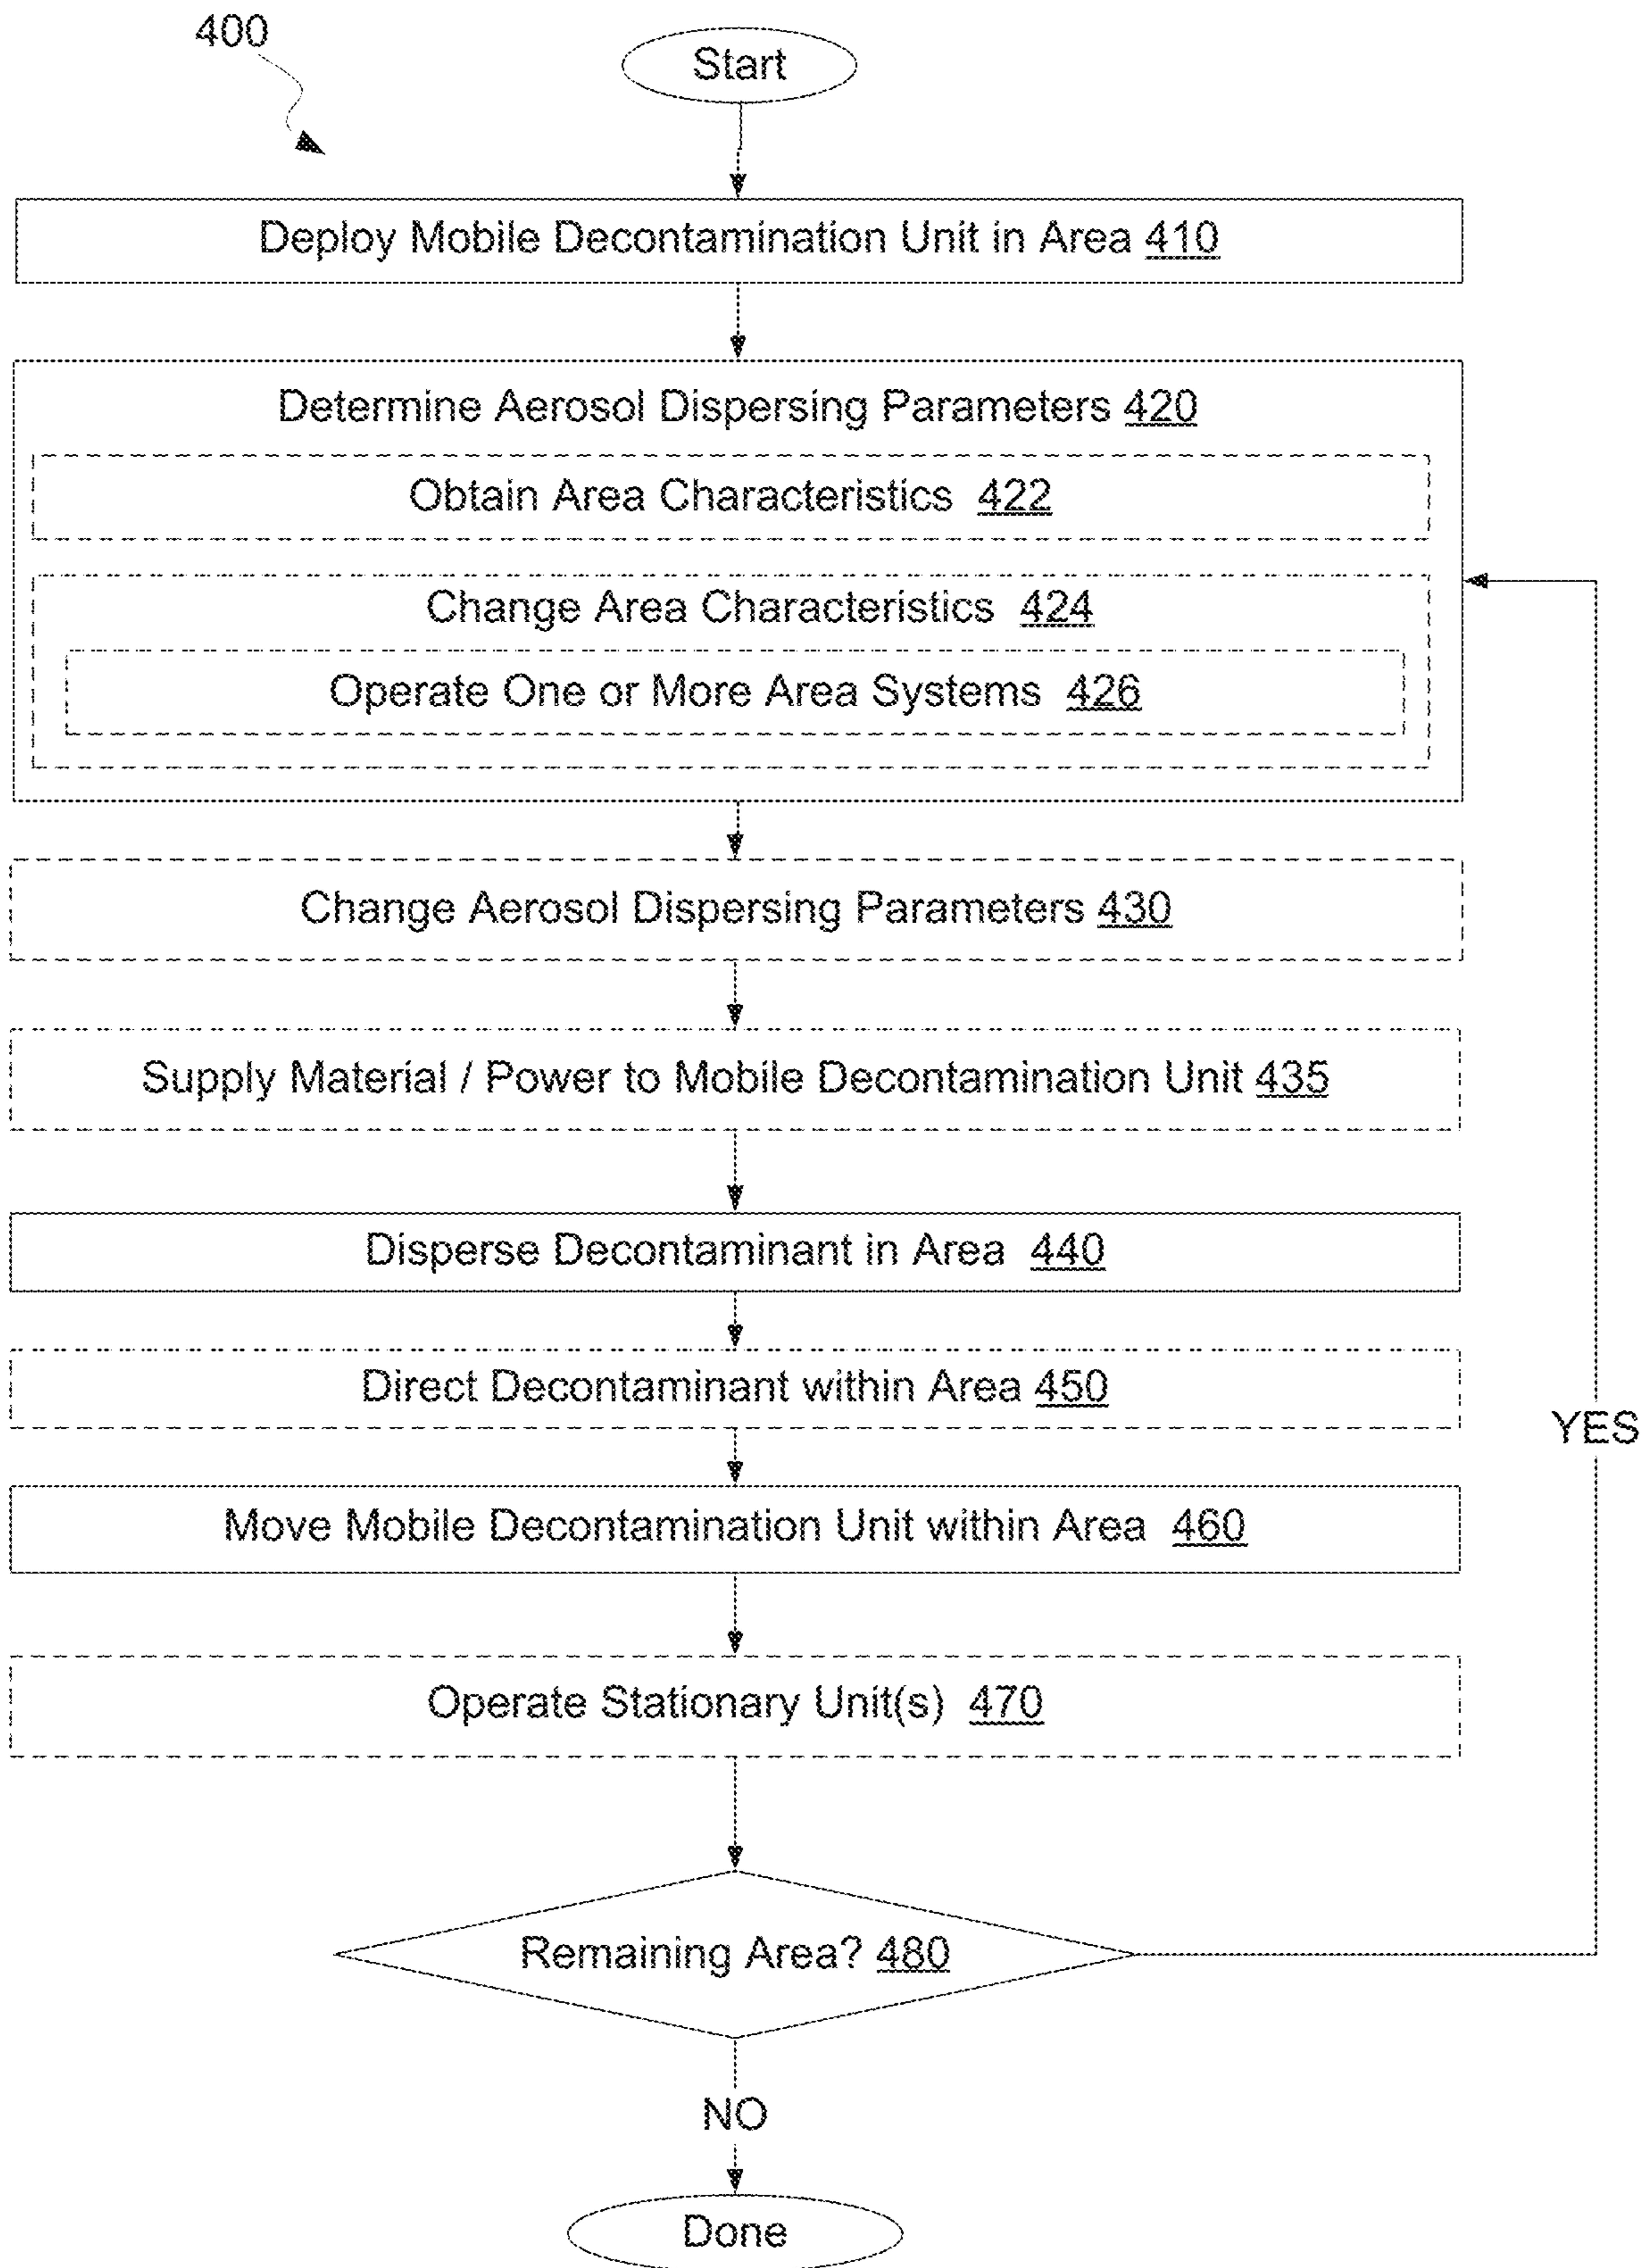 400
Start
Deploy Mobile Decontamination Unit in Area 410
Determine Aerosol Dispersing Parameters 420
Obtain Area Characteristics 422
Change Area Characteristics 424
Operate One or More Area Systems 426
Change Aerosol Dispersing Parameters 430
Supply Material / Power to Mobile Decontamination Unit 435
Disperse Decontaminant in Area 440
Direct Decontaminant within Area 450
YES
Move Mobile Decontamination Unit within Area 460
Operate Stationary Unit(s) 470
Remaining Area? 480
NO
Done